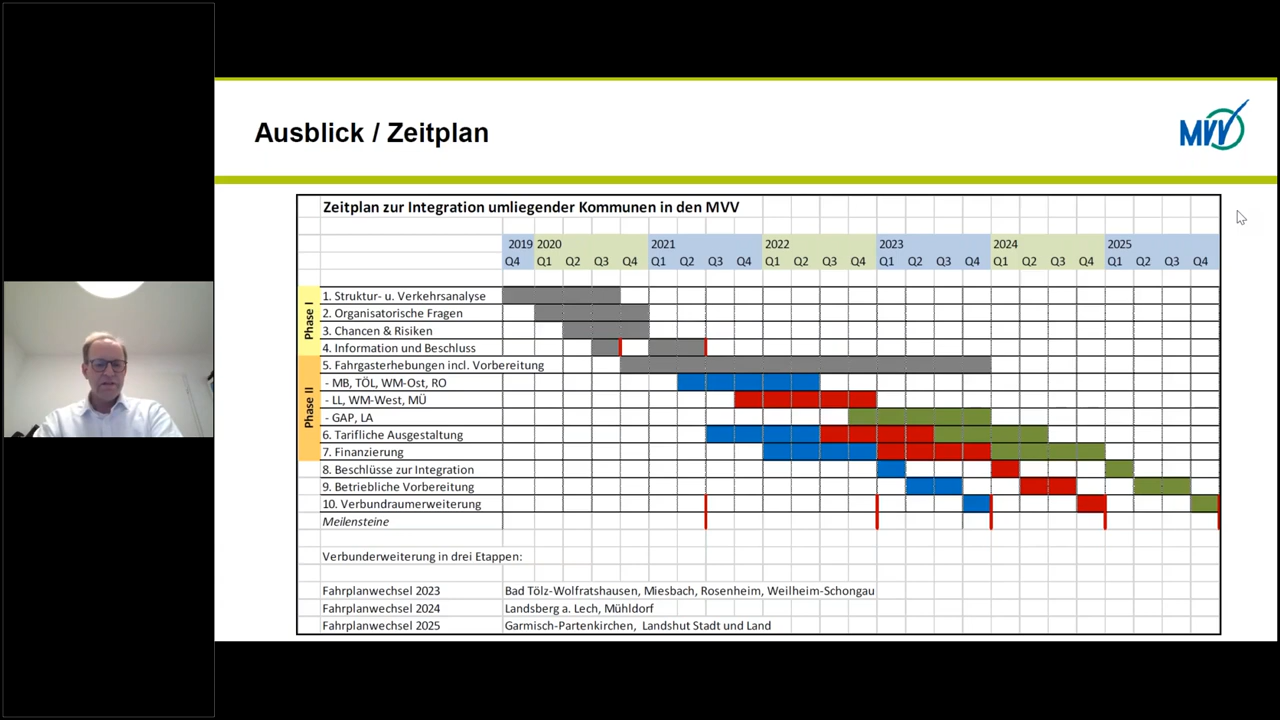 Ausblick / Zeitplan
MVV
Zeitplan zur Integration umliegender Kommunen in den MVV
2019 2020 2021 2022 2023 2024 2025
Q4 Q1 Q2 Q3 Q4 Q1 Q2 Q3 Q4 Q1 Q2 Q3 Q4 Q1 Q2 Q3 Q4 Q1 Q2 Q3 Q4 Q1 Q2 Q3 Q4
Phase I
1. Struktur- u. Verkehrsanalyse
2. Organisatorische Fragen
3. Chancen & Risiken
4. Information und Beschluss
Phase II
5. Fahrgasterhebungen incl. Vorbereitung
- MB, TÖL, WM-Ost, RO
- LL, WM-West, MÜ
- GAP, LA
6. Tarifliche Ausgestaltung
7. Finanzierung
8. Beschlüsse zur Integration
9. Betriebliche Vorbereitung
10. Verbundraumerweiterung
Meilensteine
Verbunderweiterung in drei Etappen:
Fahrplanwechsel 2023 Bad Tölz-Wolfratshausen, Miesbach, Rosenheim, Weilheim-Schongau
Fahrplanwechsel 2024 Landsberg a. Lech, Mühldorf
Fahrplanwechsel 2025 Garmisch-Partenkirchen, Landshut Stadt und Land